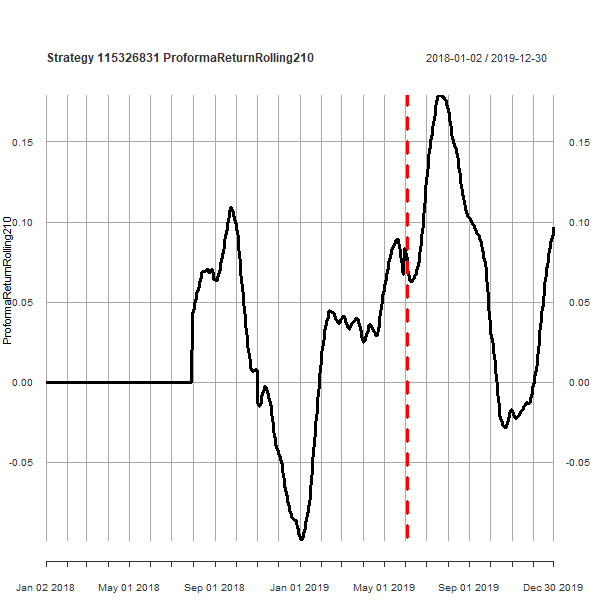 Strategy 115326831 ProformaReturnRolling210
2018-01-02 / 2019-12-30
ProformaReturnRolling210
0.15 0.15
0.10 0.10
0.05 0.05
0.00 0.00
-0.05 -0.05
Jan 02 2018 May 01 2018 Sep 01 2018 Jan 01 2019 May 01 2019 Sep 01 2019 Dec 30 2019